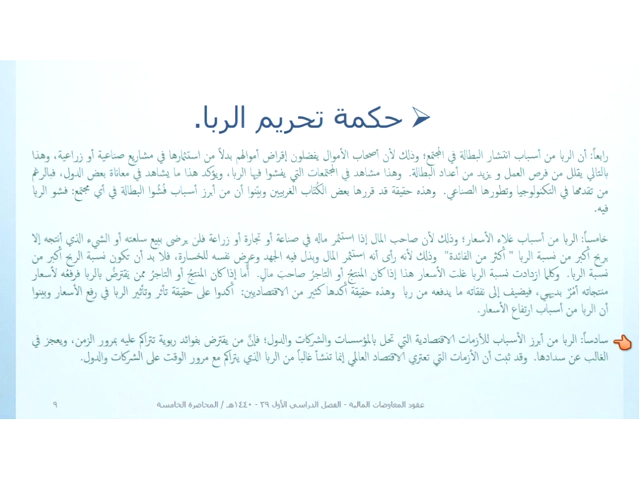 حكمة تحريم الربا.
رابعاً: أن الربا من أسباب انتشار البطالة في المجتمع؛ وذلك لأن أصحاب الأموال يفضلون إقراض أموالهم بدلاً من استثمارها في مشاريع صناعية أو زراعية، وهذا
بالتالي يقلل من فرص العمل و يزيد من أعداد البطالة. وهذا مشاهد في المجتمعات التي يفشوا فيها الربا، ويؤكد هذا ما يشاهد في معاناة بعض الدول، فبالرغم
من تقدمها في التكنولوجيا وتطورها الصناعي. وهذه حقيقة قد قررها بعض الكتاب الغربيين وبينوا أن من أبرز أسباب فُشُوا البطالة في أي مجتمع: فشو الربا
فيه.
خامساً: الربا من أسباب غلاء الأسعار؛ وذلك لأن صاحب المال إذا استثمر ماله في صناعة أو تجارة أو زراعة فلن يرضى ببيع سلعته أو الشيء الذي أنتجه إلا
بربح أكبر من نسبة الربا " أكثر من الفائدة" وذلك لأنه رأى أنه استثمر المال وبذل فيه الجهد وعرض نفسه للخسارة، فلا بد أن تكون نسبة الربح أكبر من
نسبة الربا. وكلما ازدادت نسبة الربا غلت الأسعار هذا إذا كان المنتج أو التاجرُ صاحب مالٍ. أما إذا كان المنتج أو التاجرُ ممن يقترضُ بالربا فرفعُه لأسعار
منتجاته أمْرٌ بديهي، فيضيف إلى نفقاته ما يدفعه من ربا وهذه حقيقة أكدها كثير من الاقتصاديين: أكدوا على حقيقة تأثر وتأثير الربا في رفع الأسعار وبينوا
أن الربا من أسباب ارتفاع الأسعار.
سادساً: الربا من أبرز الأسباب للأزمات الاقتصادية التي تحل بالمؤسسات والشركات والدول؛ فإنَّ من يقترض بفوائد ربوية تتراكم عليه بمرور الزمن، ويعجز في
الغالب عن سدادها. وقد ثبت أن الأزمات التي تعتري الاقتصاد العالمي إنما تنشأ غالباً من الربا الذي يتراكم مع مرور الوقت على الشركات والدول.
عقود المعاوضات المالية - الفصل الدراسي الأول ٣٩ - ١٤٤٠هـ / المحاضرة الخامسة
٩